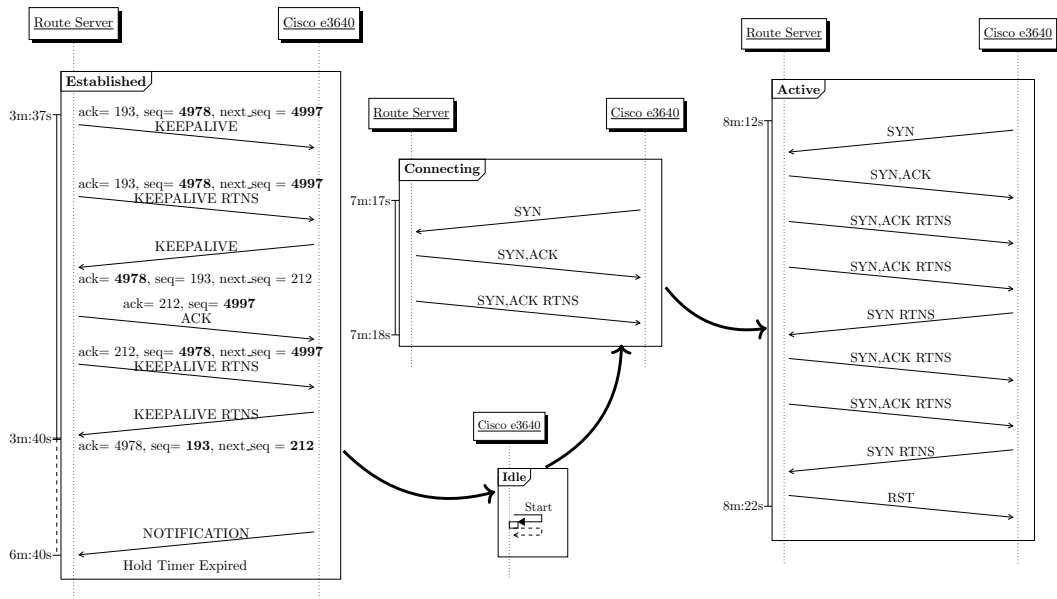 Route Server
Cisco e3640
Established
3m:37s
ack= 193, seq= 4978, next_seq = 4997
KEEPALIVE
ack= 193, seq= 4978, next_seq = 4997
KEEPALIVE RTNS
KEEPALIVE
ack= 4978, seq= 193, next_seq = 212
ack= 212, seq= 4997
ACK
ack= 212, seq= 4978, next_seq = 4997
KEEPALIVE RTNS
KEEPALIVE RTNS
3m:40s
ack= 4978, seq= 193, next_seq = 212
NOTIFICATION
6m:40s
Hold Timer Expired
Cisco e3640
Idle
Start
Route Server
Cisco e3640
Connecting
7m:17s
SYN
SYN,ACK
SYN,ACK RTNS
7m:18s
Route Server
Cisco e3640
Active
8m:12s
SYN
SYN,ACK
SYN,ACK RTNS
SYN,ACK RTNS
SYN RTNS
SYN,ACK RTNS
SYN,ACK RTNS
SYN RTNS
8m:22s
RST